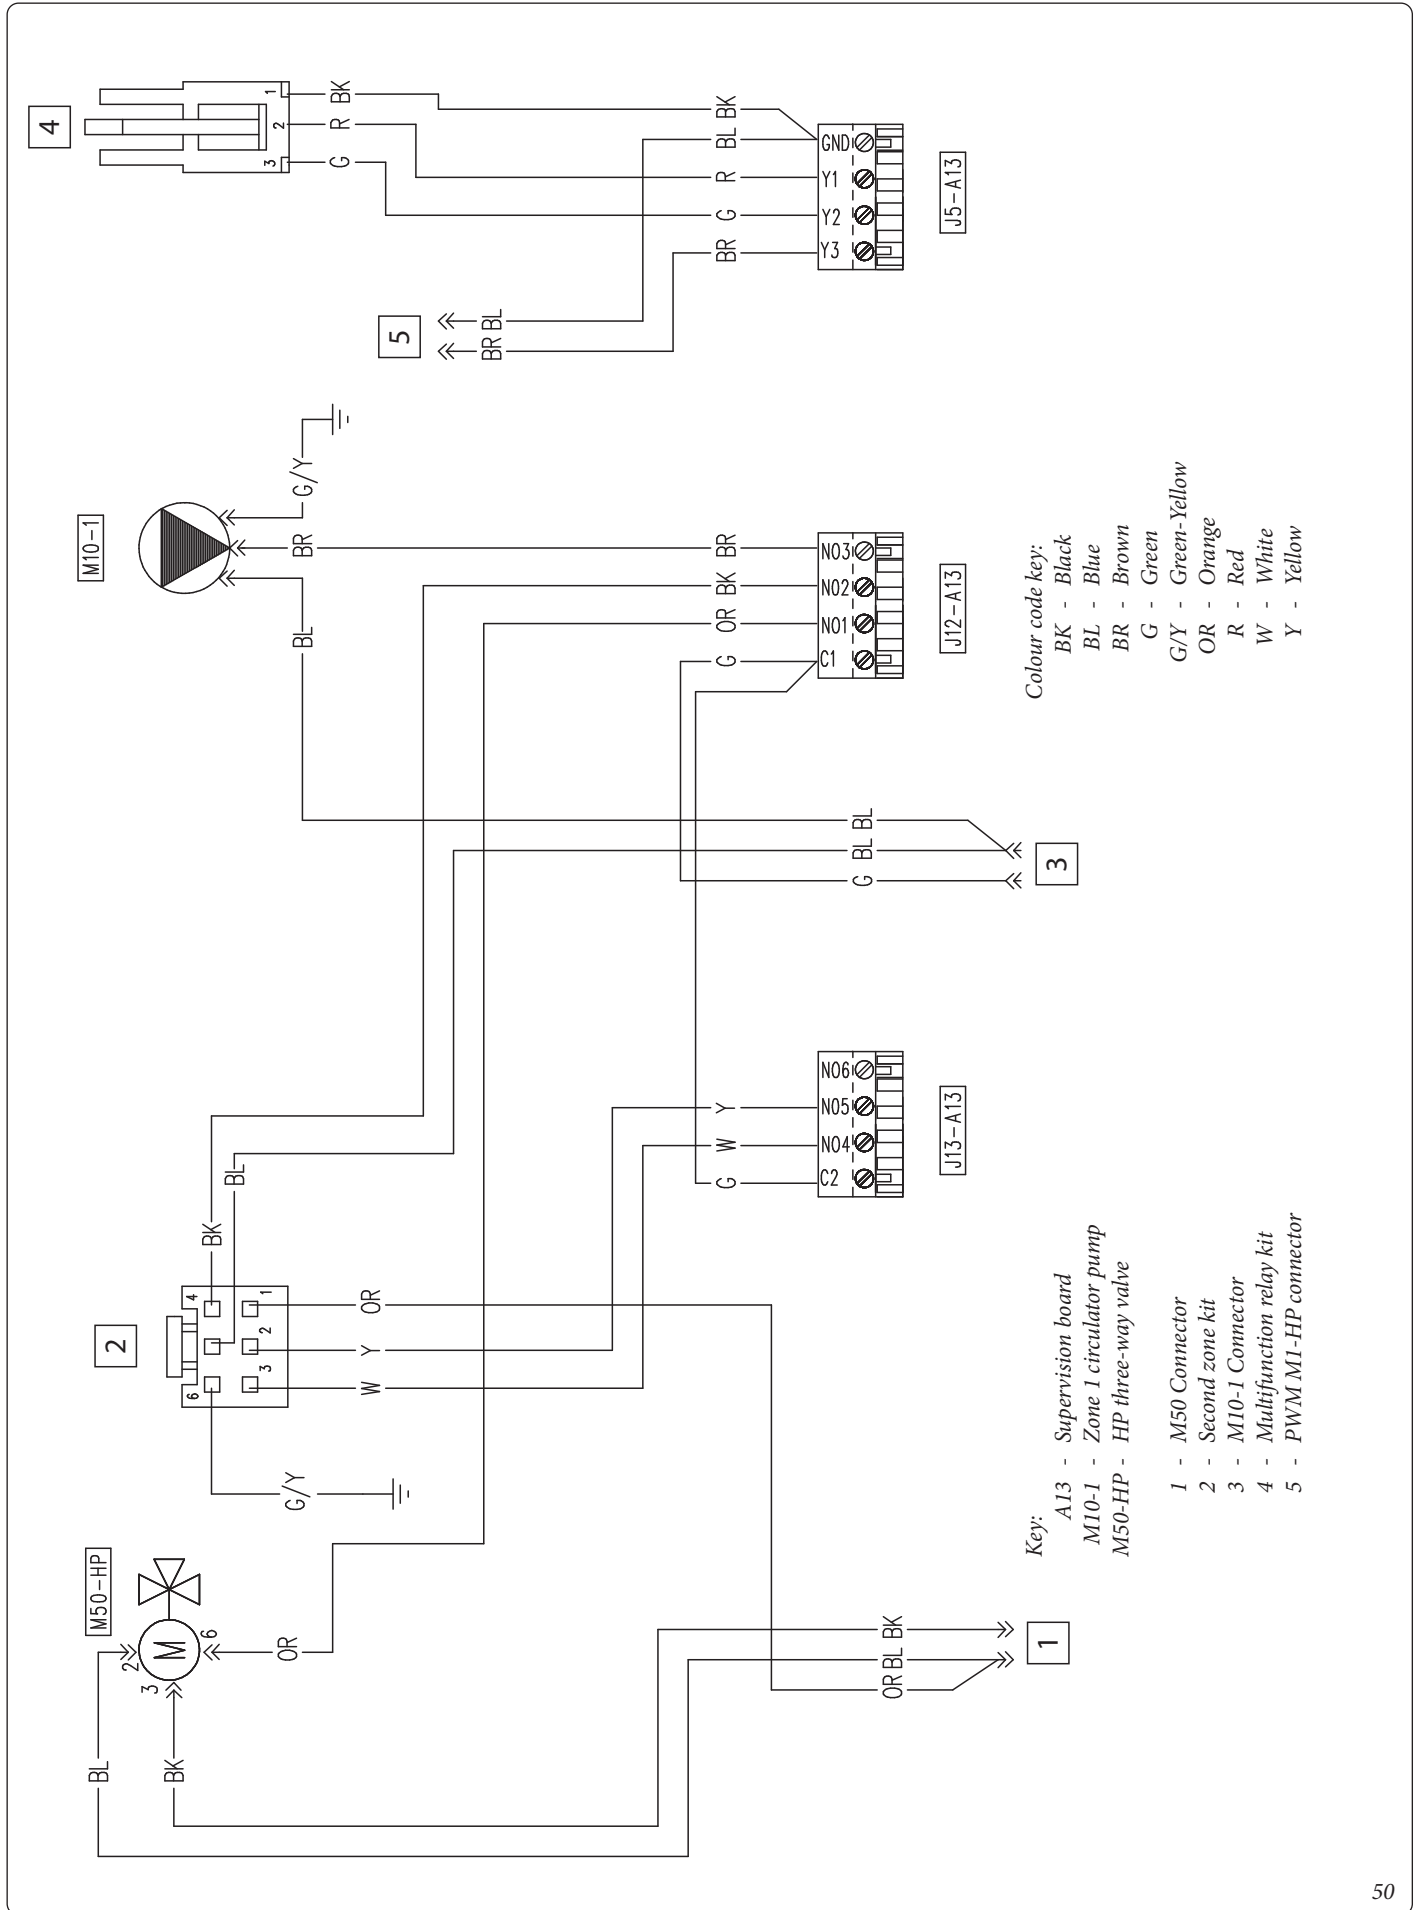 4
1
2
3
BK
R
G
BK
BL
R
G
BR
GND
Y1
Y2
Y3
J5-A13
5
BL
BR
M10-1
G/Y
BR
BL
BR
BK
OR
G
NO3
NO2
NO1
C1
J12-A13
BL
BL
G
3
2
4
6
1
2
3
BK
BL
OR
Y
W
G/Y
Y
W
G
NO6
NO5
NO4
C2
J13-A13
M50-HP
M
2
3
6
OR
BL
BK
BK
BL
OR
1
Key:
A13 - Supervision board
M10-1 - Zone 1 circulator pump
M50-HP - HP three-way valve
1 - M50 Connector
2 - Second zone kit
3 - M10-1 Connector
4 - Multifunction relay kit
5 - PWM M1-HP connector
Colour code key:
BK - Black
BL - Blue
BR - Brown
G - Green
G/Y - Green-Yellow
OR - Orange
R - Red
W - White
Y - Yellow
50